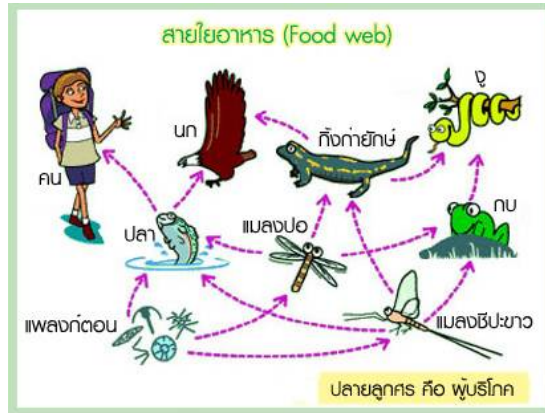 สายใยอาหาร (Food web)
งู
นก
กิ้งก่ายักษ์
คน
กบ
ปลา
แมลงปอ
แพลงก์ตอน
แมลงชีปะขาว
ปลายลูกศร คือ ผู้บริโภค